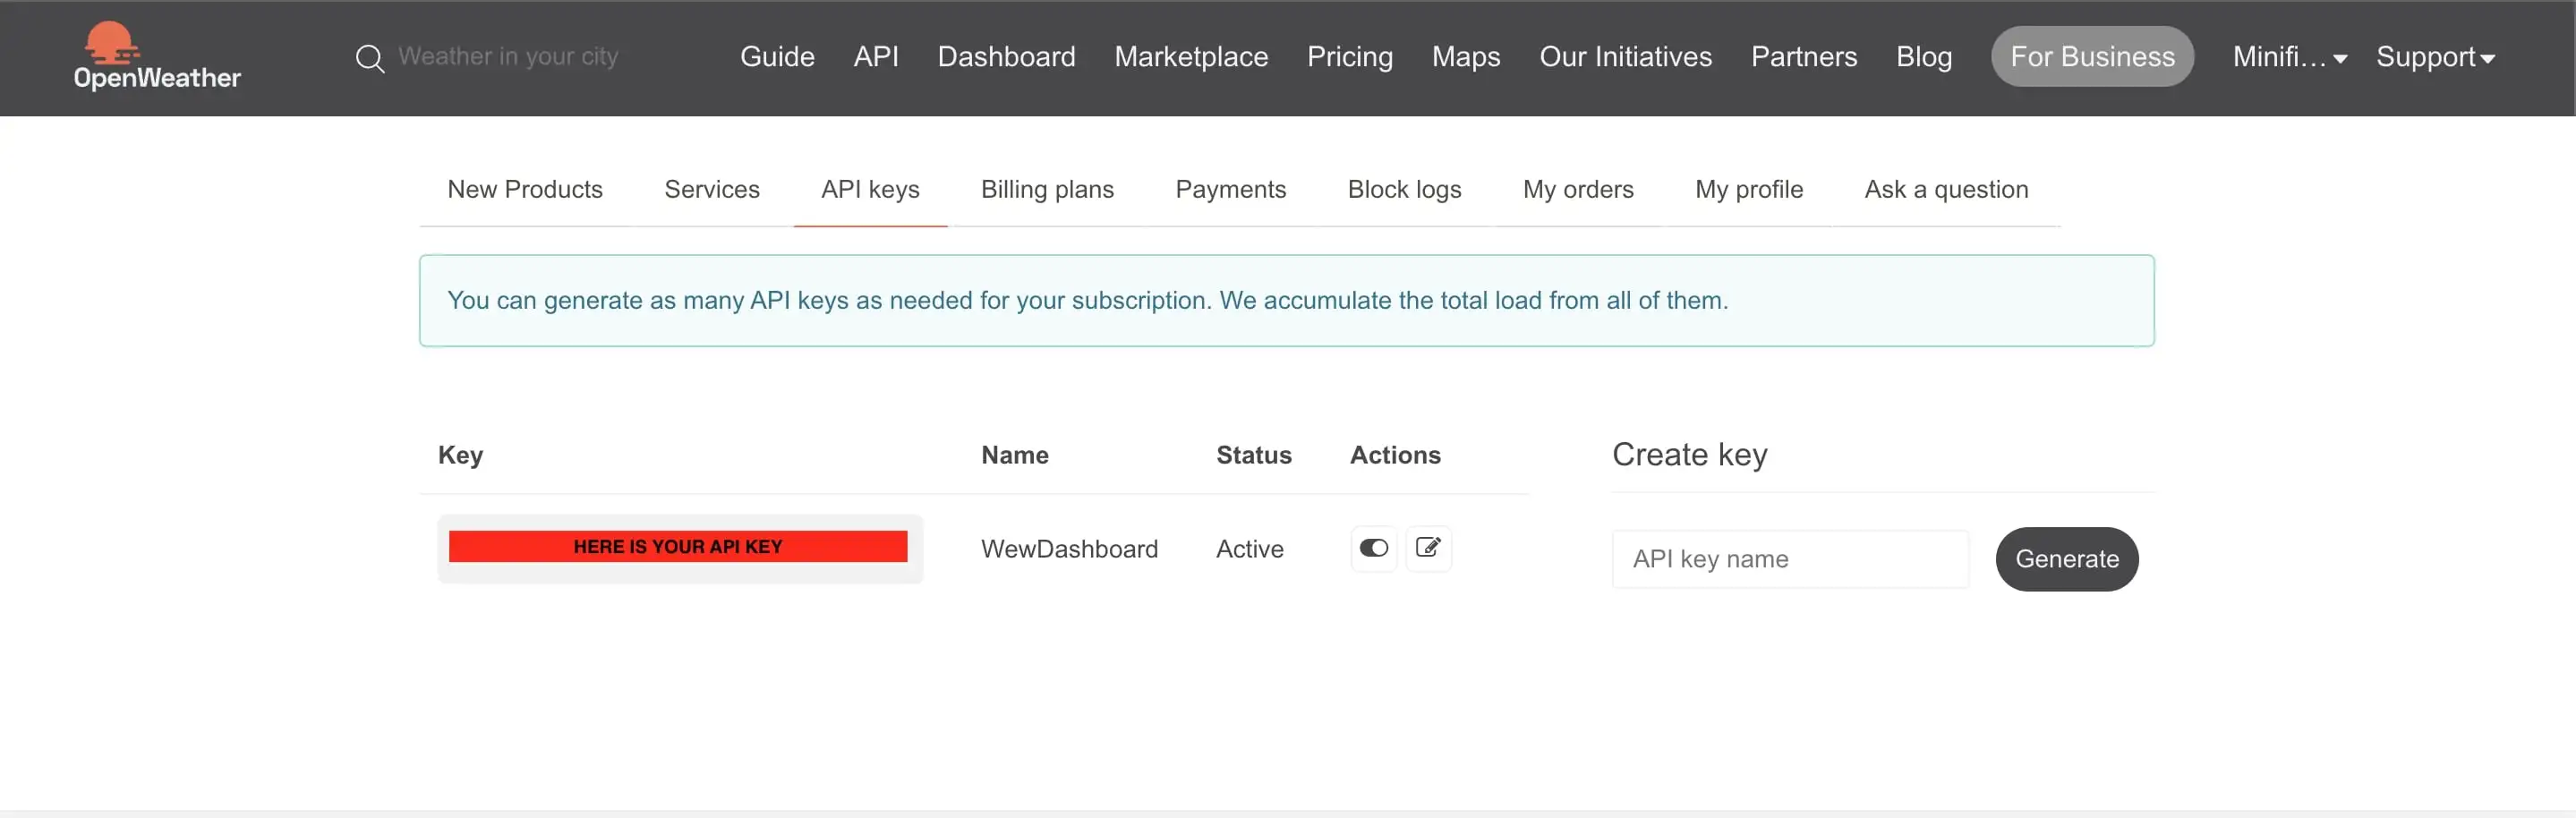 OpenWeather
Weather in your city
Guide API Dashboard Marketplace Pricing Maps Our Initiatives Partners Blog For Business Minifi... Support
New Products Services API keys Billing plans Payments Block logs My orders My profile Ask a question
You can generate as many API keys as needed for your subscription. We accumulate the total load from all of them.
Key Name Status Actions
HERE IS YOUR API KEY WewDashboard Active
Create key
API key name Generate